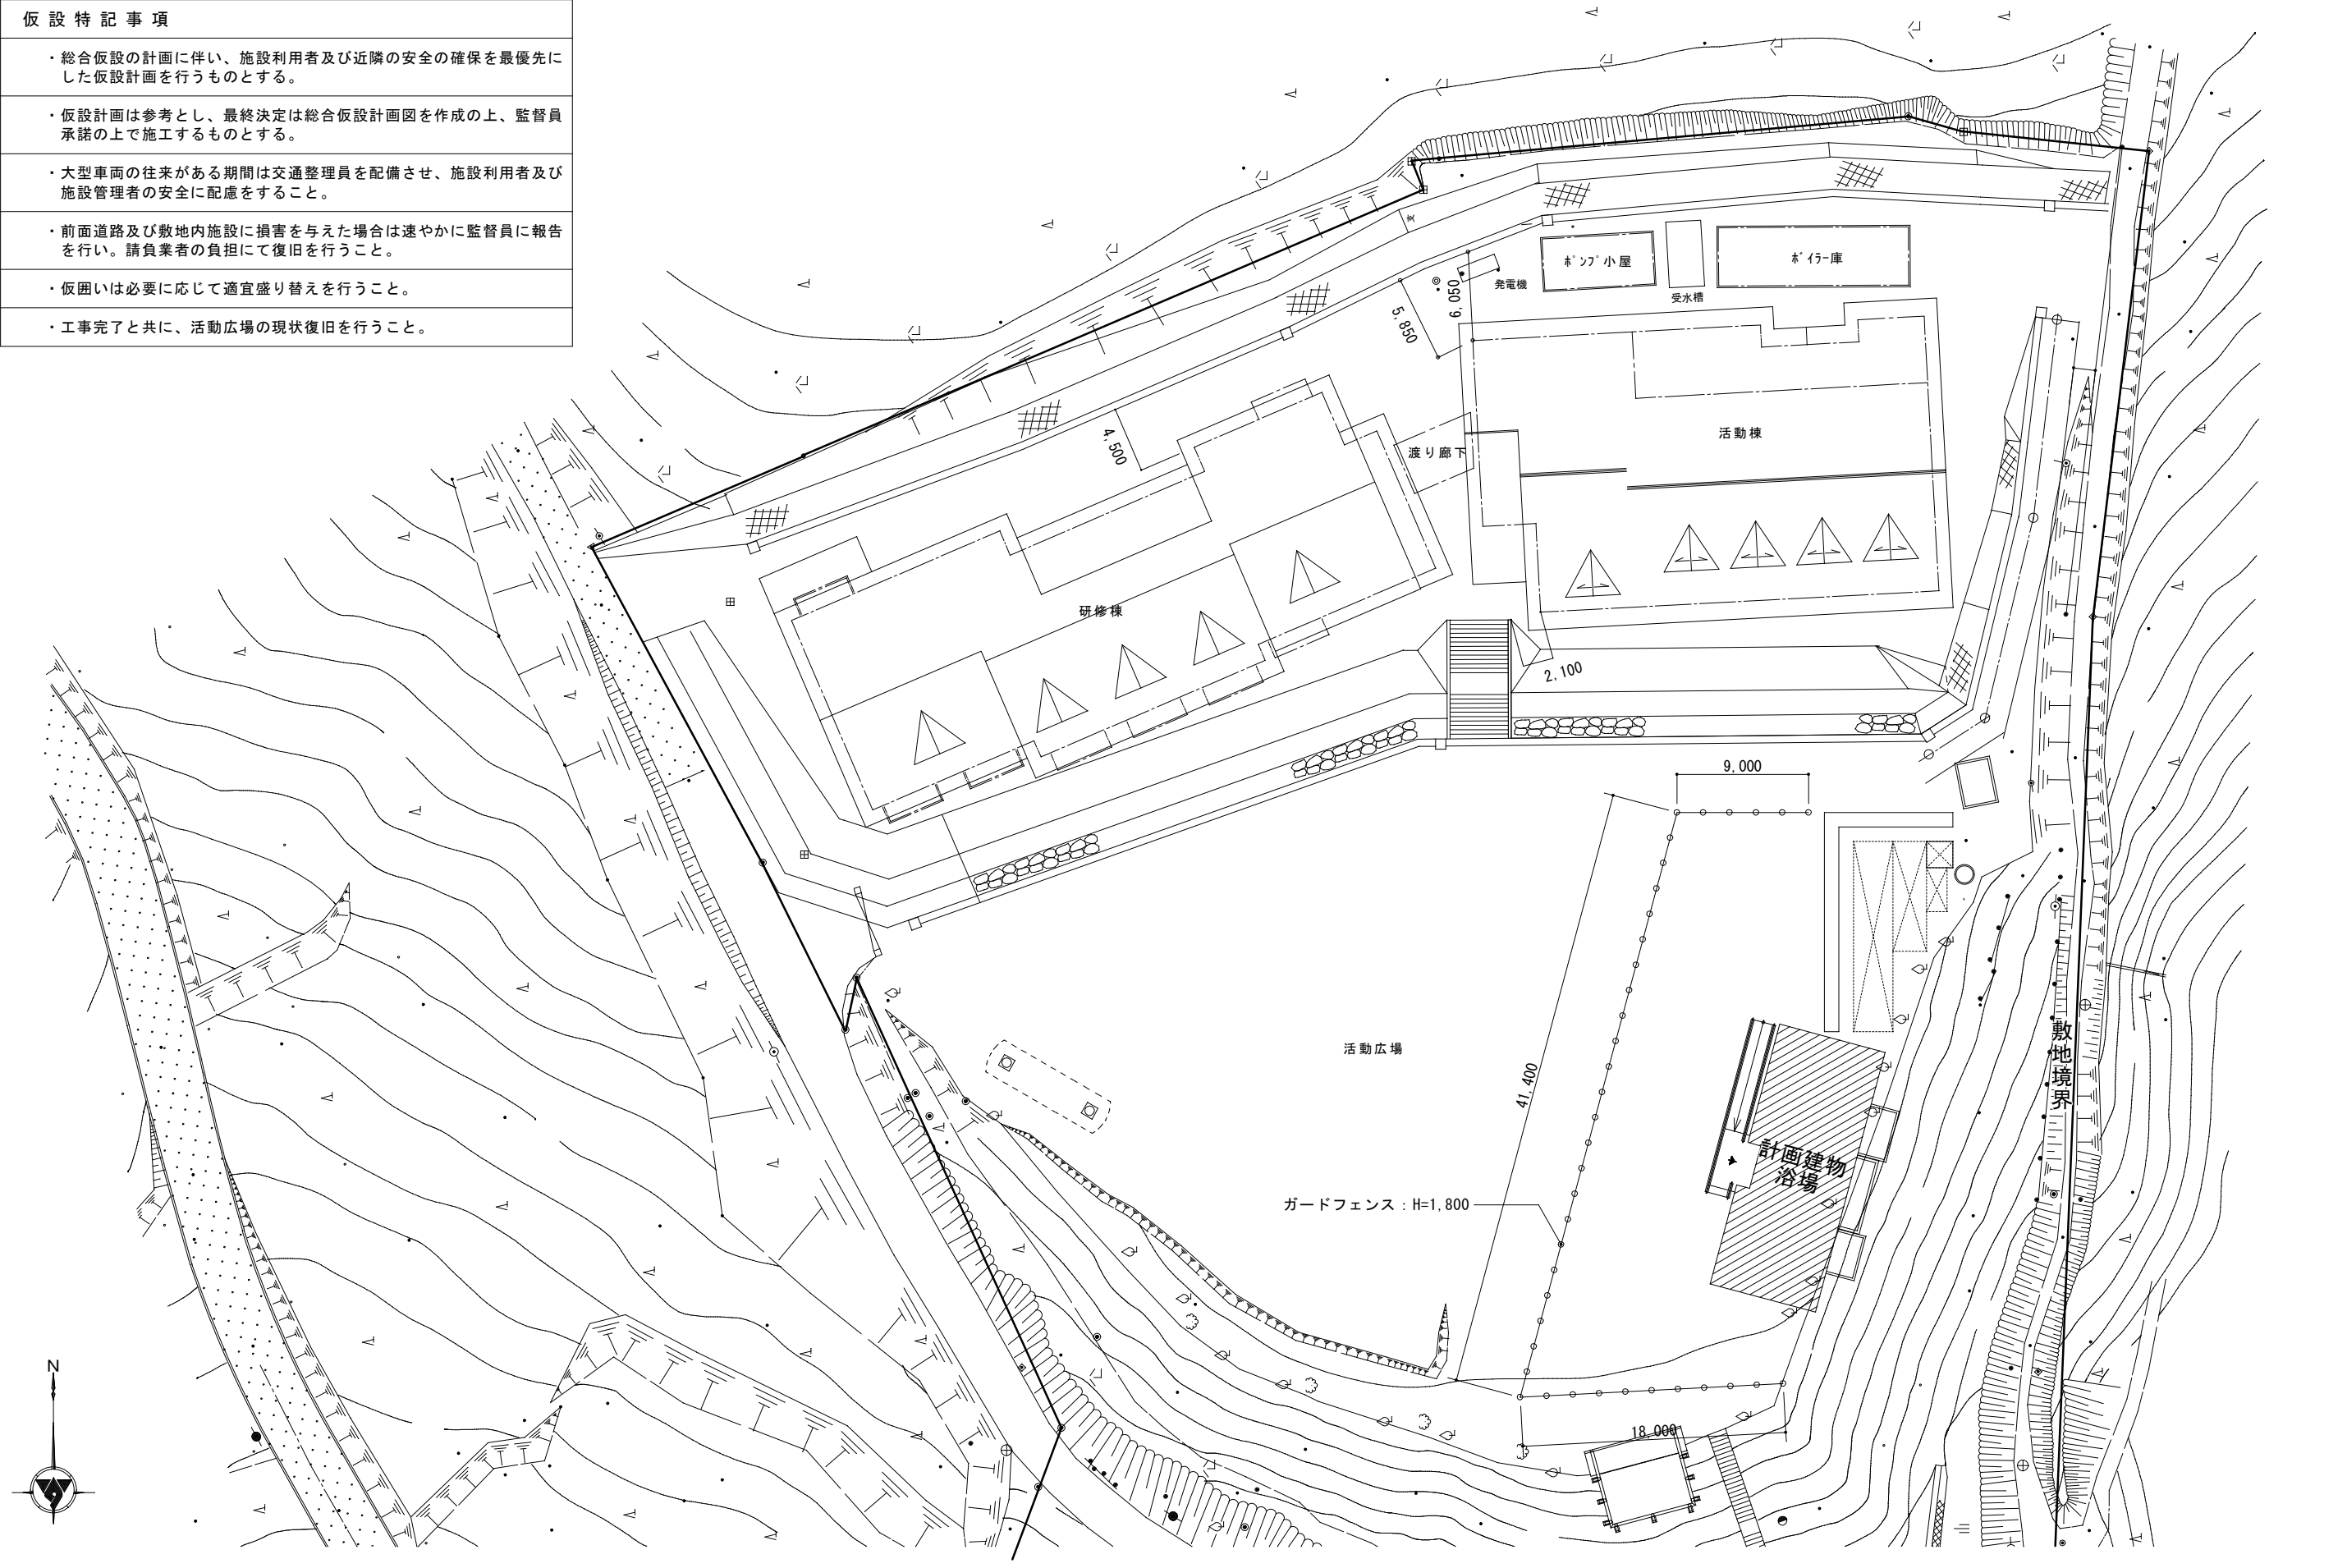 仮設特記事項
・総合仮設の計画に伴い、施設利用者及び近隣の安全の確保を最優先に
した仮設計画を行うものとする。
・仮設計画は参考とし、最終決定は総合仮設計画図を作成の上、監督員
承諾の上で施工するものとする。
・大型車両の往来がある期間は交通整理員を配備させ、施設利用者及び
施設管理者の安全に配慮をすること。
・前面道路及び敷地内施設に損害を与えた場合は速やかに監督員に報告
を行い。請負業者の負担にて復旧を行うこと。
・仮囲いは必要に応じて適宜盛り替えを行うこと。
・工事完了と共に、活動広場の現状復旧を行うこと。
ﾎﾟﾝﾌﾟ小屋
ﾎﾞｲﾗｰ庫
発電機
受水槽
6,050
5,850
4,500
渡り廊下
活動棟
研修棟
2,100
9,000
41,400
活動広場
敷地境界
計画建物
浴場
ガードフェンス：H=1,800
18,000
N